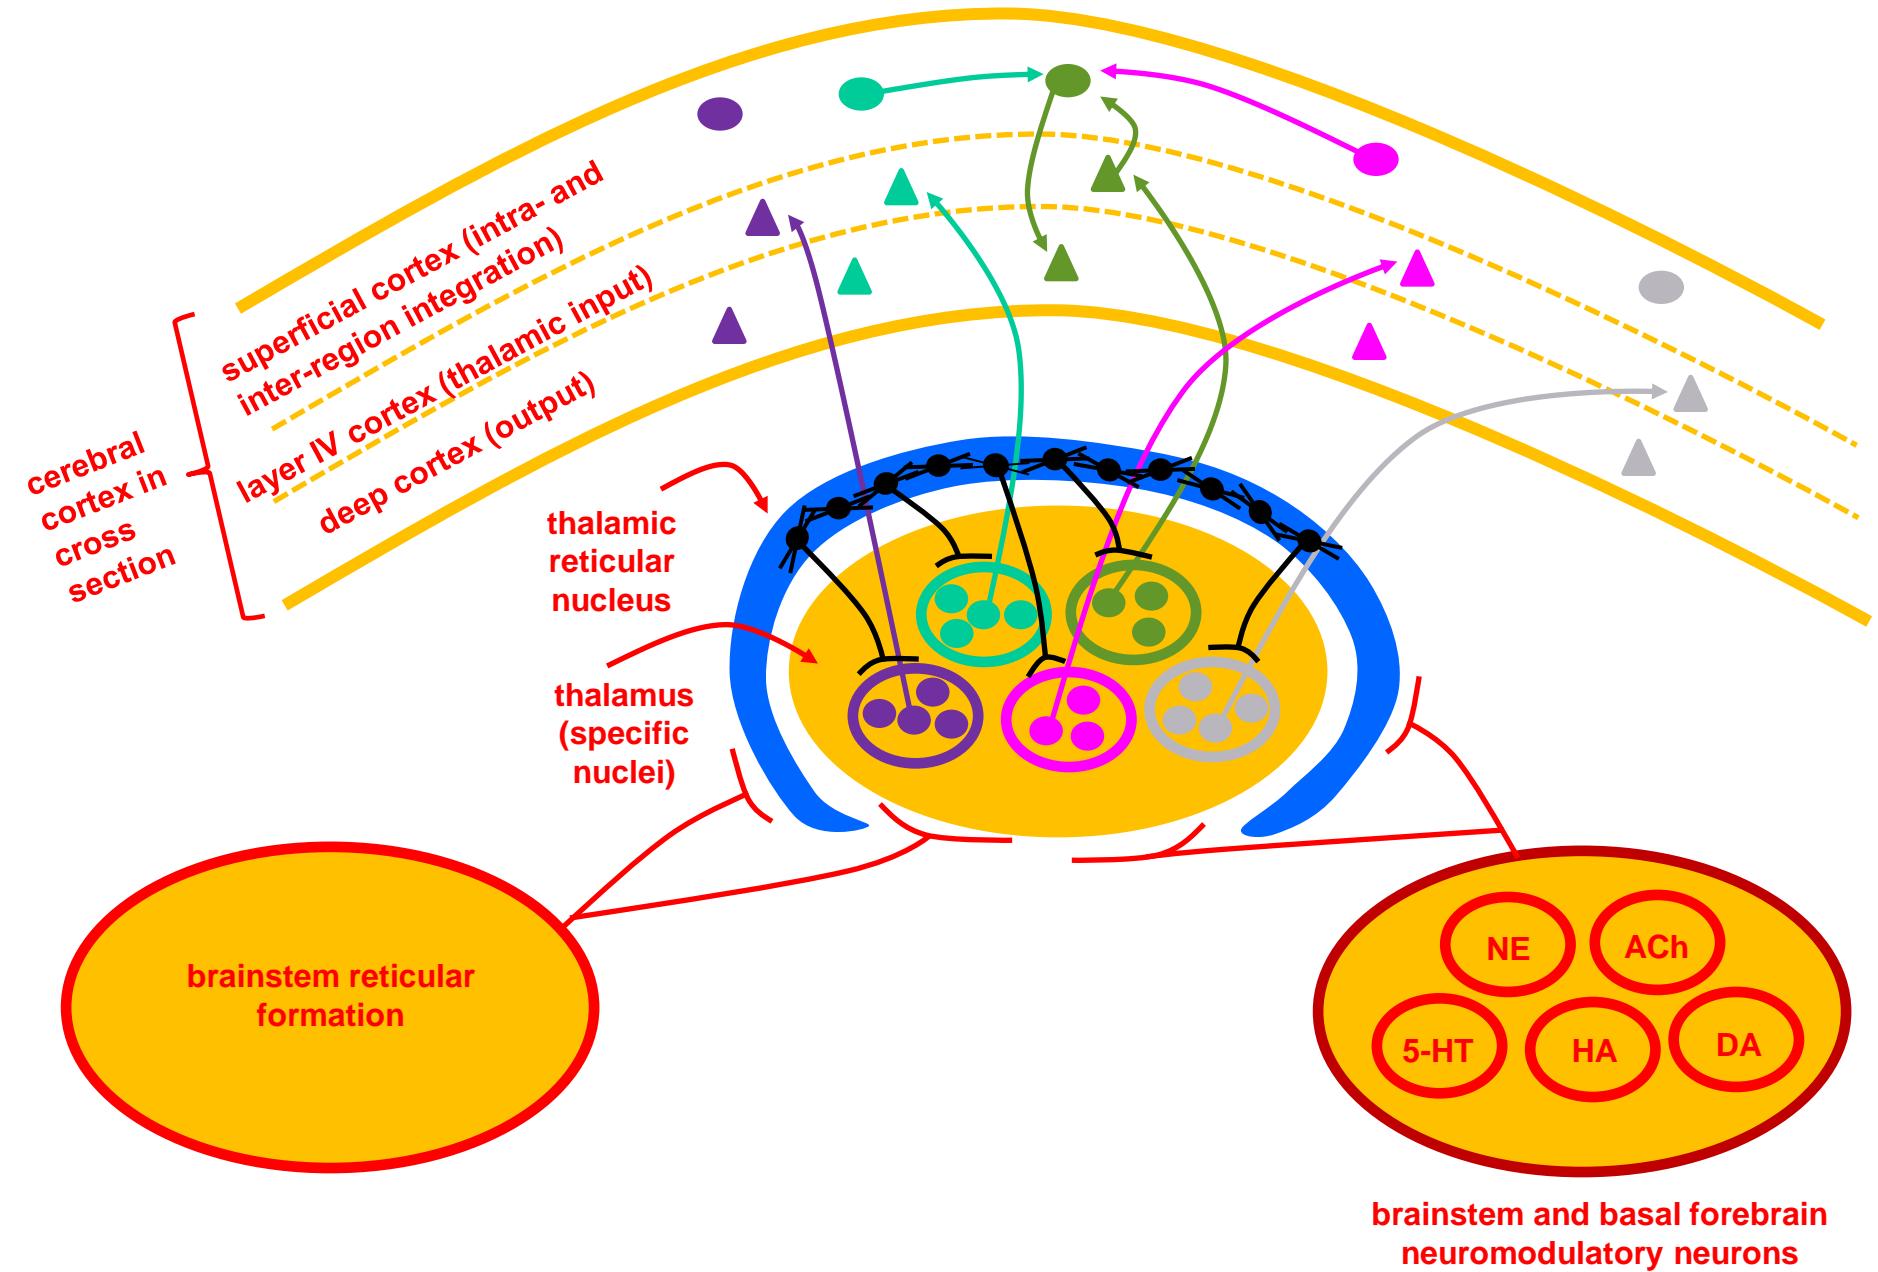 superficial cortex (intra- and
inter-region integration)
layer IV cortex (thalamic input)
deep cortex (output)
cerebral
cortex in
cross
section
thalamic
reticular
nucleus
thalamus
(specific
nuclei)
brainstem reticular
formation
NE
ACh
5-HT
HA
DA
brainstem and basal forebrain
neuromodulatory neurons